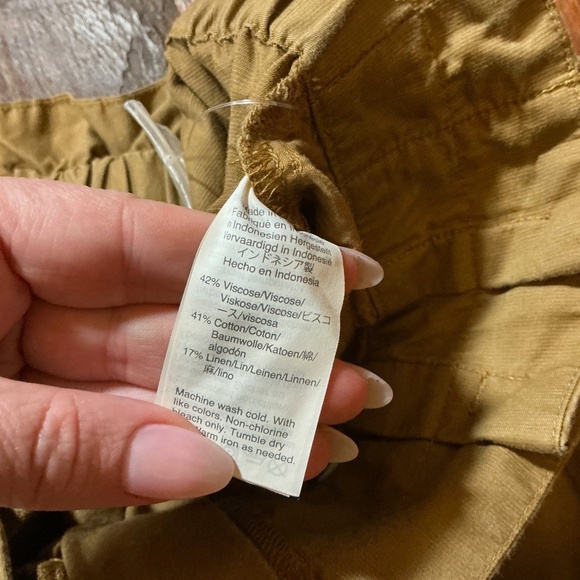 in
Fabriqué en
Indonesien Hergestellt
Vervaardigd in Indonesië
インドネシア製
Hecho en Indonesia
42% Viscose/Viscose/
Viskose/Viscose/ビスコ
ース/viscosa
41% Cotton/Coton/
Baumwolle/Katoen/綿/
algodón
17% Linen/Lin/Leinen/Linnen/
麻/lino
Machine wash cold. With
like colors. Non-chlorine
bleach only. Tumble dry
Warm iron as needed.